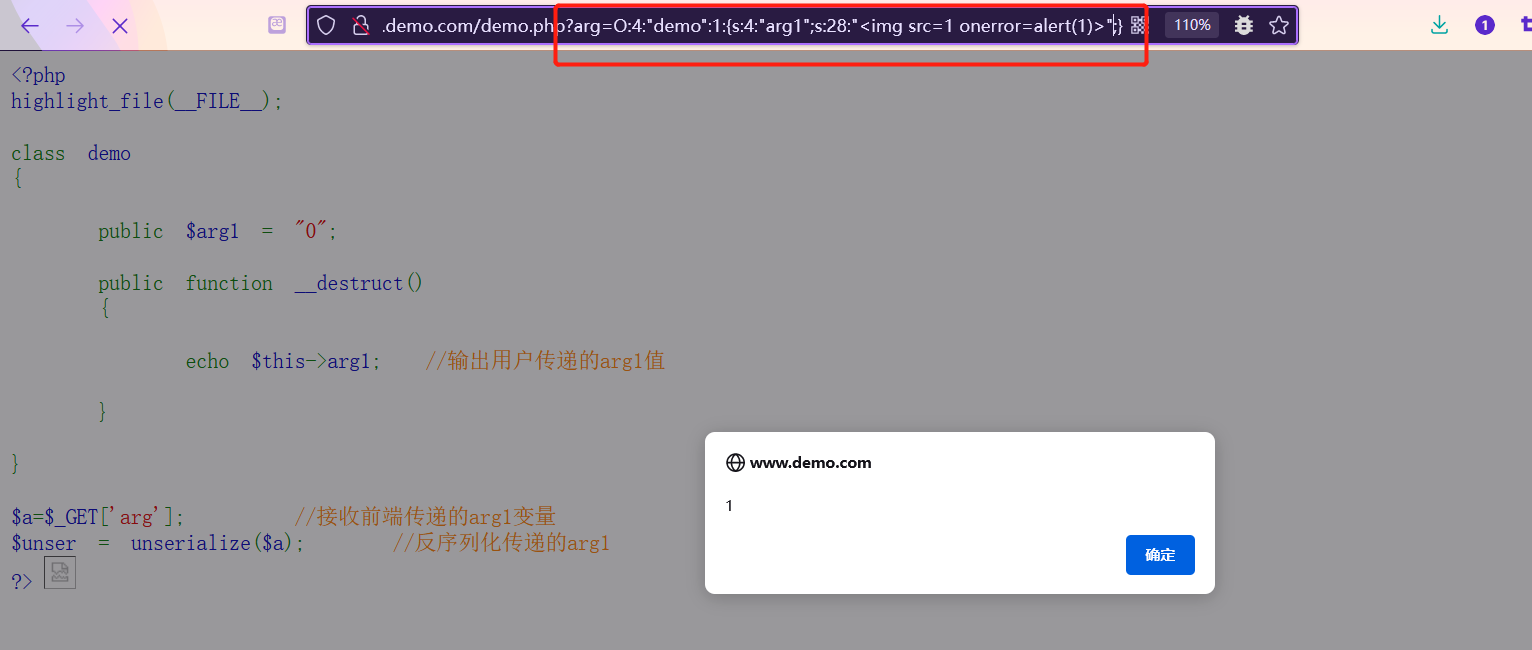 .demo.com/demo.php?arg=O:4:"demo":1:{s:4:"arg1";s:28:"<img src=1 onerror=alert(1)>";} 110% 1
<?php
highlight_file(__FILE__);
class demo
{
public $arg1 = "0";
public function __destruct()
{
echo $this->arg1; //输出用户传递的arg1值
}
}
$a=$_GET['arg']; //接收前端传递的arg1变量
$unser = unserialize($a); //反序列化传递的arg1
?>
www.demo.com
1
确定